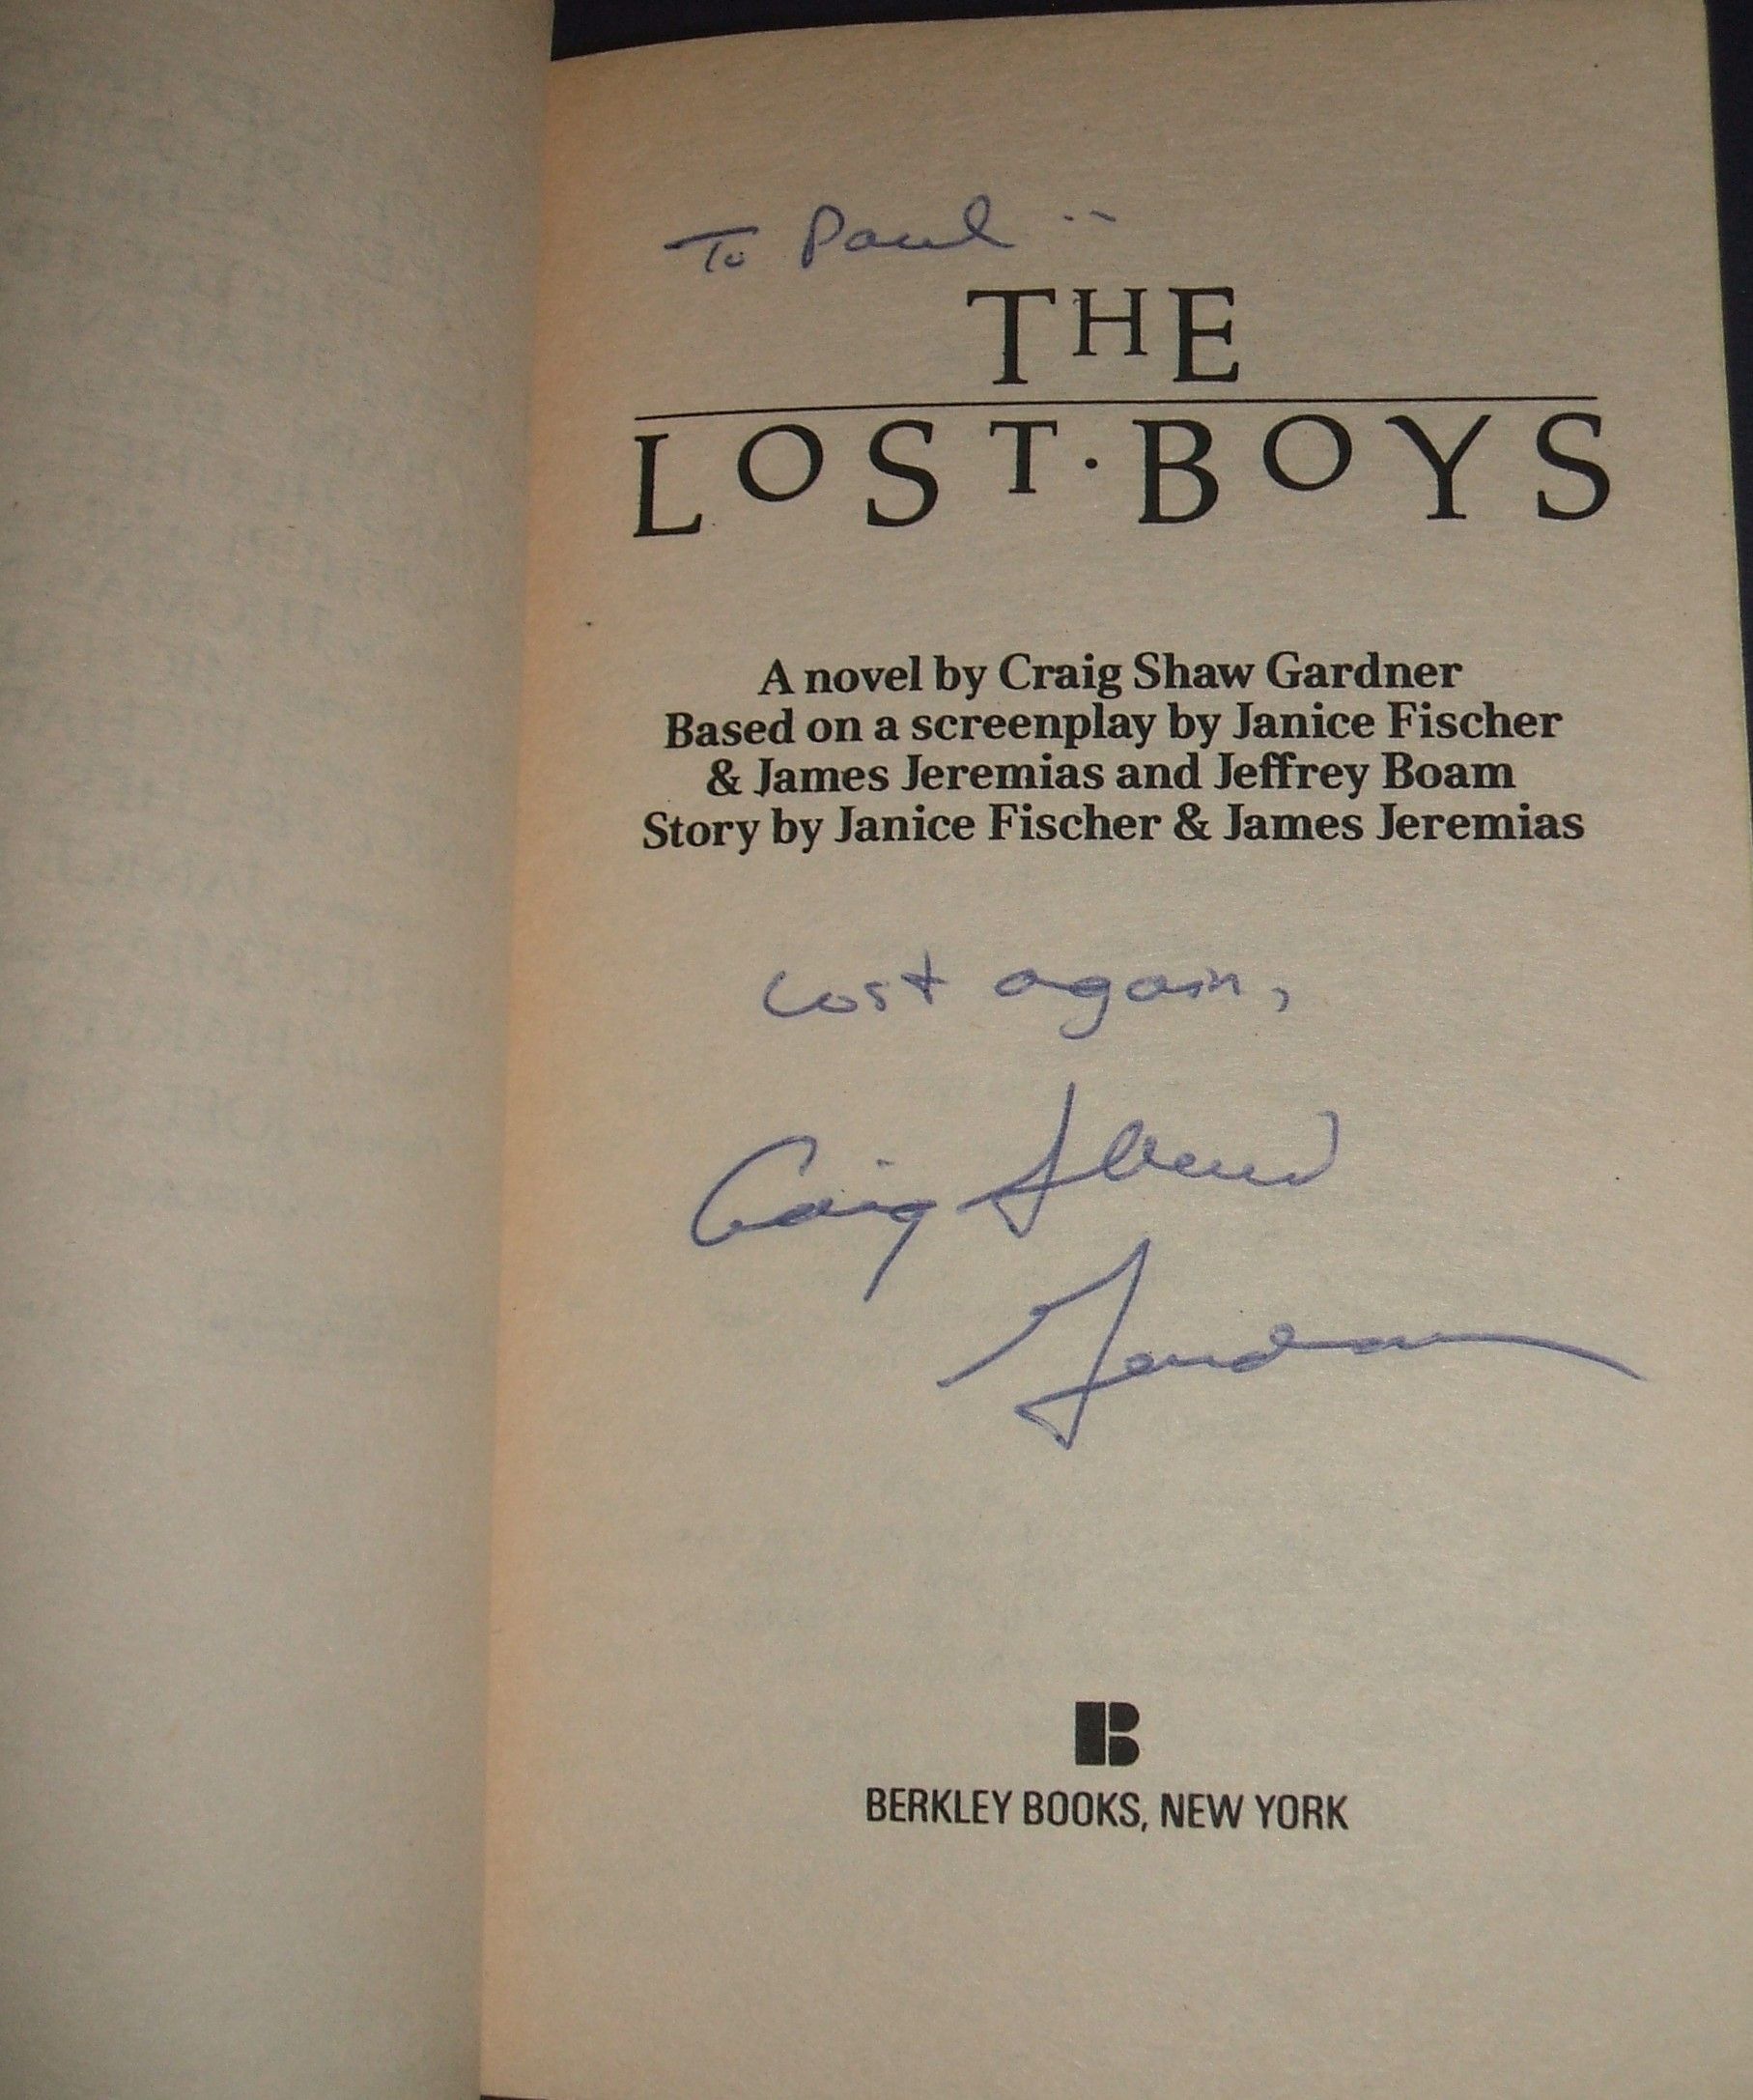 To Paul --
THE
LOST·BOYS
A novel by Craig Shaw Gardner
Based on a screenplay by Janice Fischer
& James Jeremias and Jeffrey Boam
Story by Janice Fischer & James Jeremias
Lost again,
Craig Shaw
Gardner
B
BERKLEY BOOKS, NEW YORK